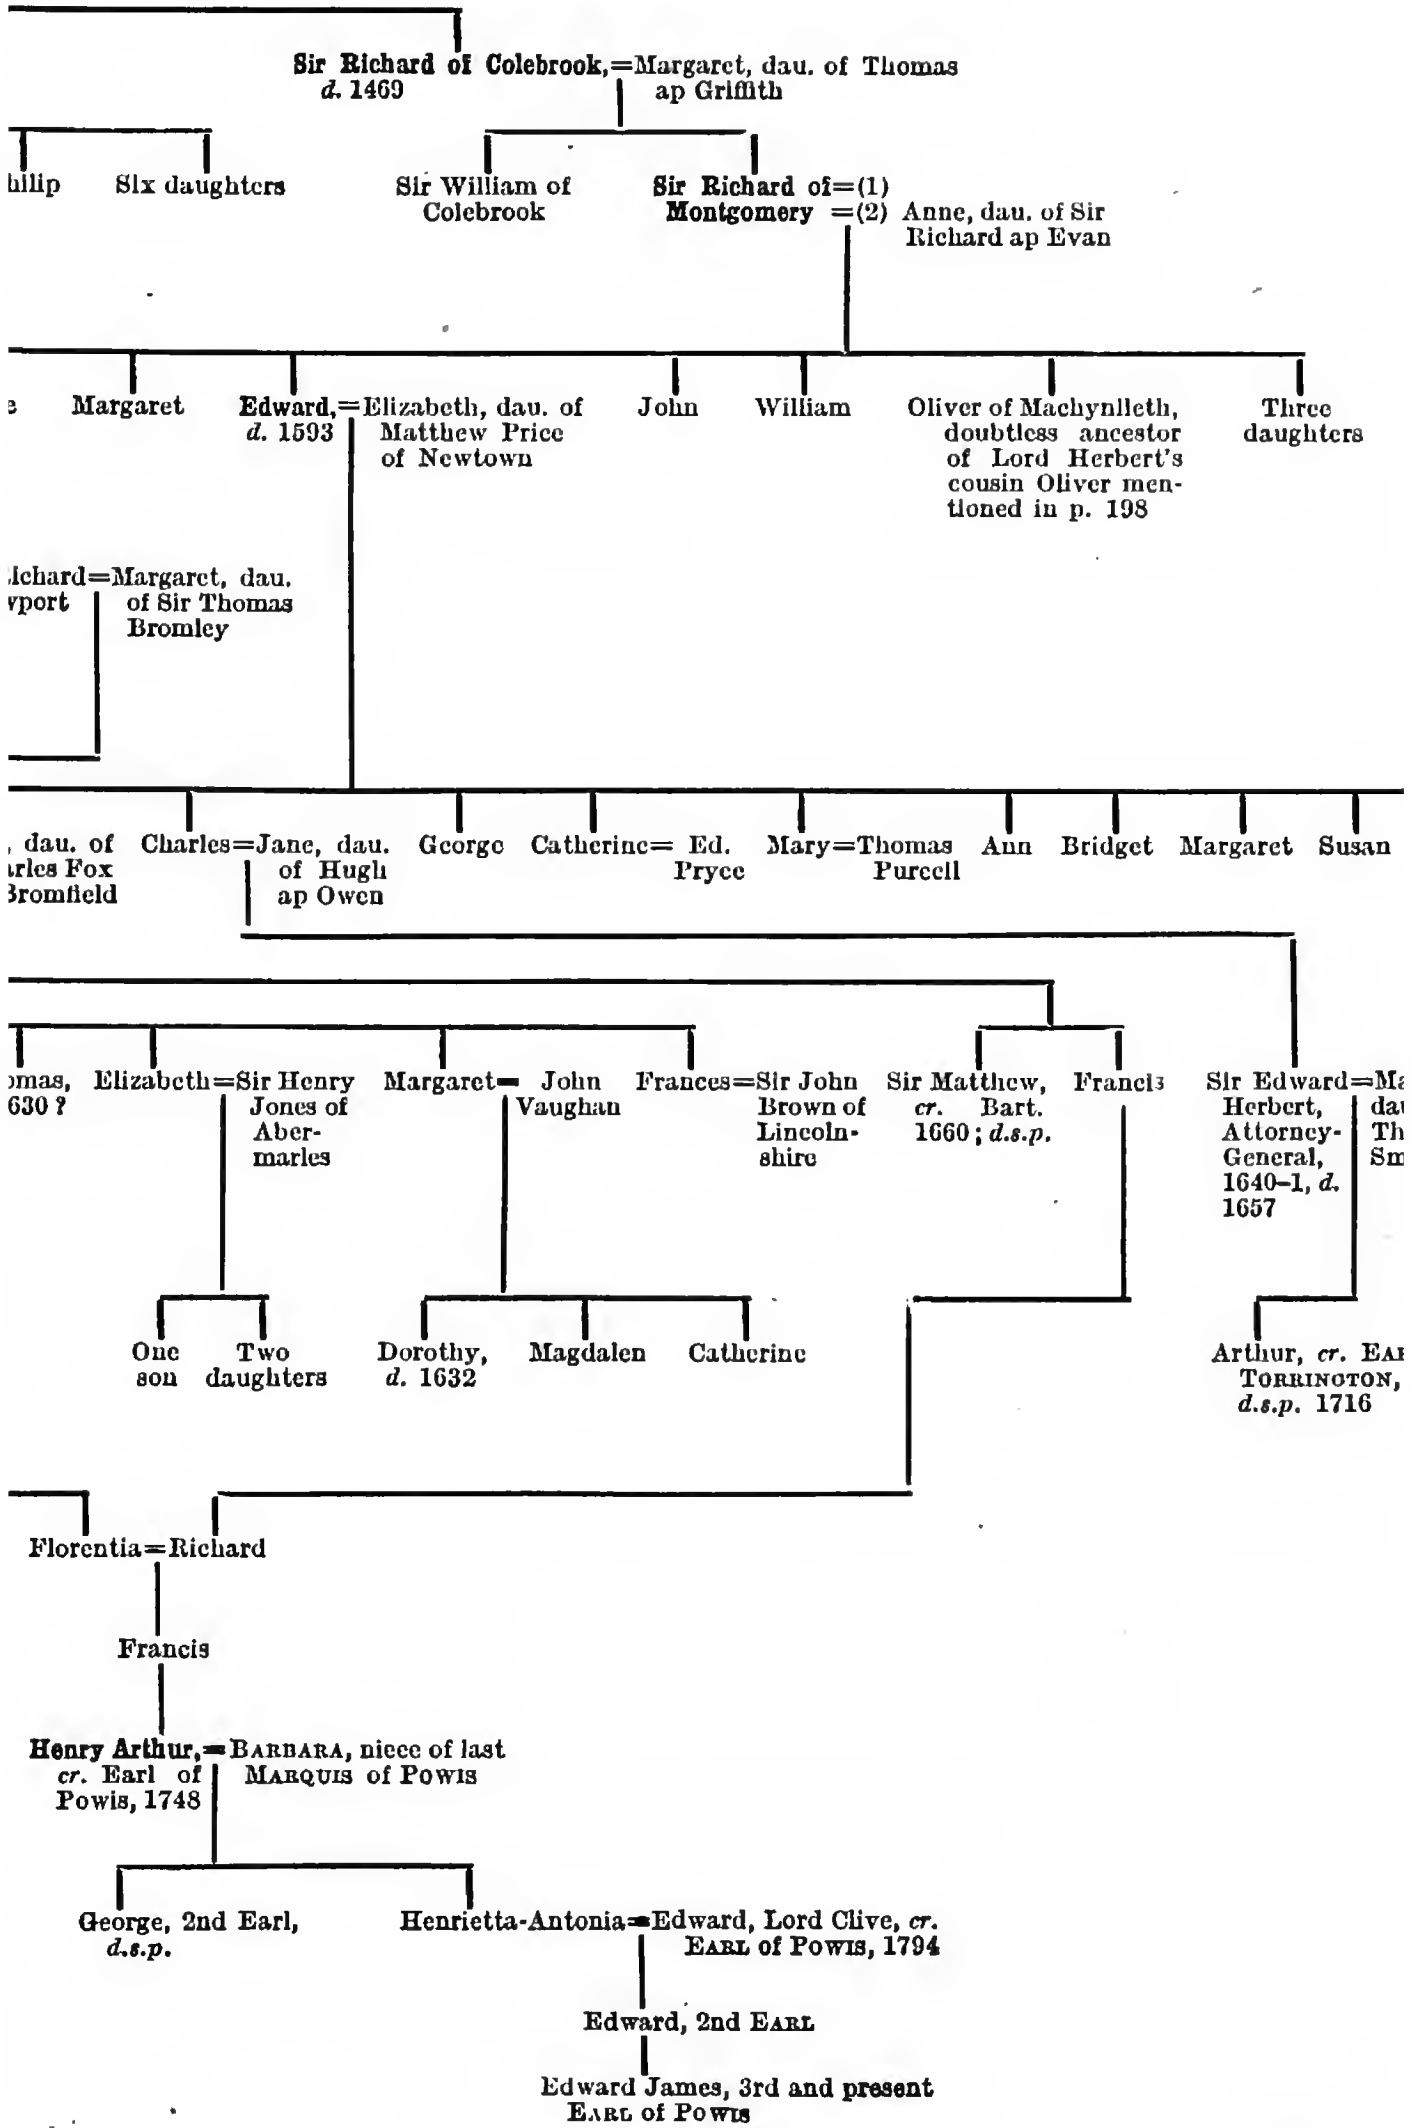 Sir Richard of Colebrook,=Margaret, dau. of Thomas
d. 1469
ap Griffith
hilip
Six daughters
Sir William of
Colebrook
Sir Richard of=(1)
Montgomery =(2) Anne, dau. of Sir
Richard ap Evan
e
Margaret
Edward,=Elizabeth, dau. of
d. 1593
Matthew Price
of Newtown
John
William
Oliver of Machynlleth,
doubtless ancestor
of Lord Herbert's
cousin Oliver men-
tioned in p. 198
Three
daughters
ichard=Margaret, dau.
wport
of Sir Thomas
Bromley
, dau. of
arles Fox
Bromfield
Charles=Jane, dau.
of Hugh
ap Owen
George
Catherine= Ed.
Pryce
Mary=Thomas
Purcell
Ann
Bridget
Margaret
Susan
omas,
630 ?
Elizabeth=Sir Henry
Jones of
Aber-
marles
Margaret= John
Vaughan
Frances=Sir John
Brown of
Lincoln-
shire
Sir Matthew,
cr. Bart.
1660; d.s.p.
Francis
Sir Edward=Ma
Herbert,
Attorney-
General,
1640-1, d.
1657
dau
Th
Sm
One
son
Two
daughters
Dorothy,
d. 1632
Magdalen
Catherine
Arthur, cr. EAR
TORRINGTON,
d.s.p. 1716
Florentia=Richard
Francis
Henry Arthur,=BARBARA, niece of last
cr. Earl of
Powis, 1748
MARQUIS of POWIS
George, 2nd Earl,
d.s.p.
Henrietta-Antonia=Edward, Lord Clive, cr.
EARL of POWIS, 1794
Edward, 2nd EARL
Edward James, 3rd and present
EARL of POWIS